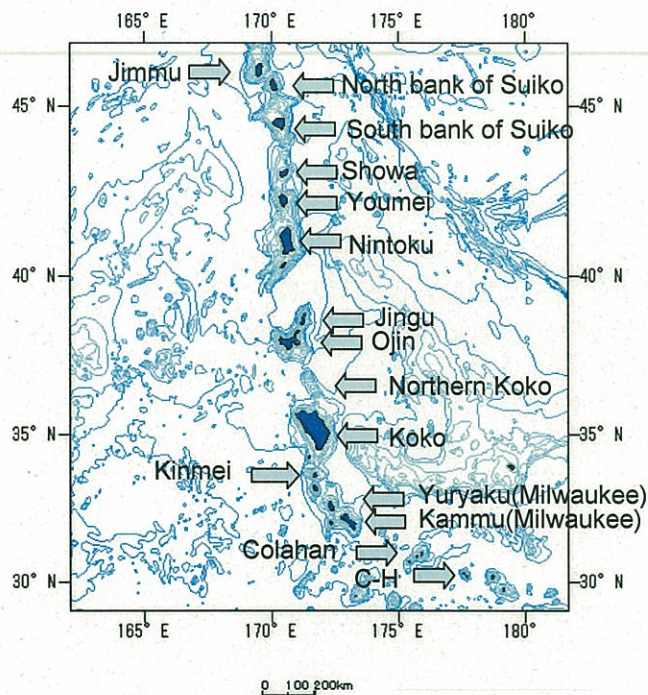 165° E 170° E 175° E 180°
Jimmu
North bank of Suiko
45° N 45° N
South bank of Suiko
Showa
Youmei
Nintoku
40° N 40° N
Jingu
Ojin
Northern Koko
35° N 35° N
Koko
Kinmei
Yuryaku(Milwaukee)
Kammu(Milwaukee)
Colahan
C-H
30° N 30° N
165° E 170° E 175° E 180°
0 100 200km